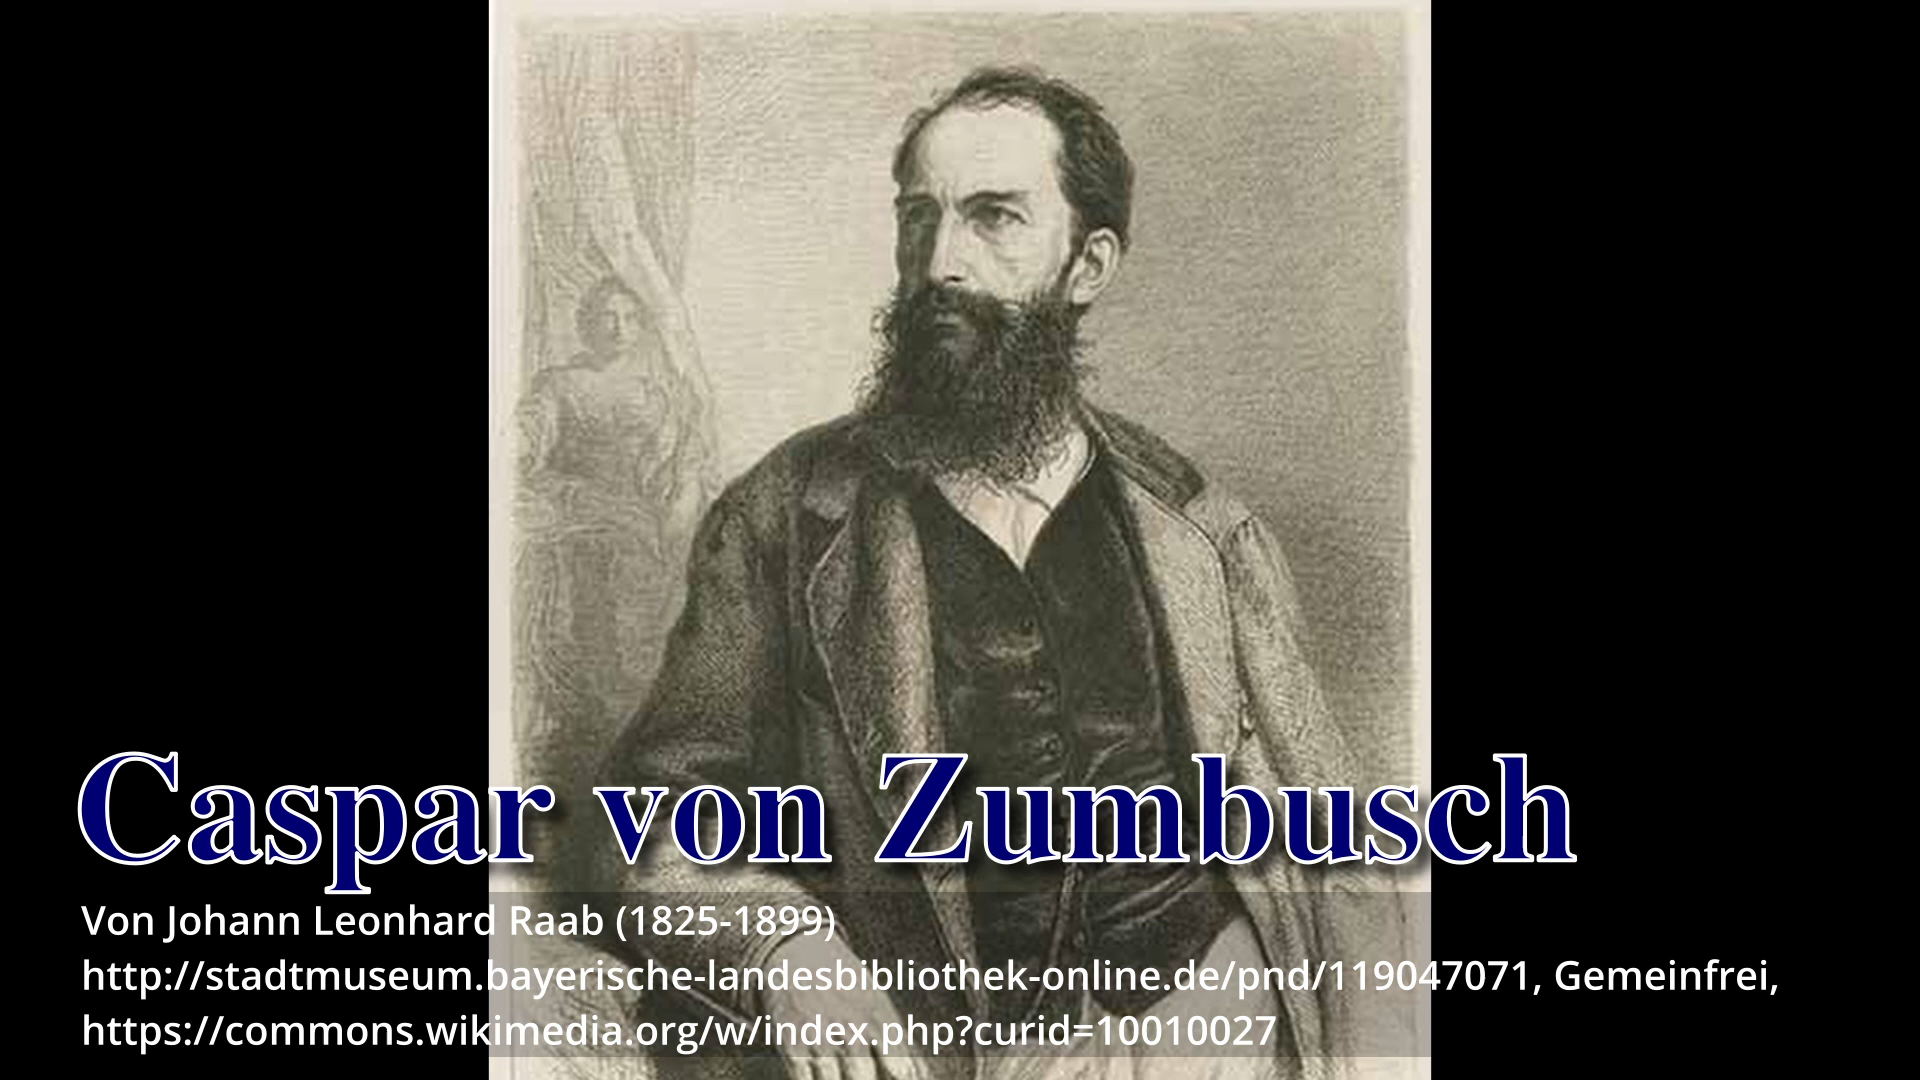 Caspar von Zumbusch
Von Johann Leonhard Raab (1825-1899)
http://stadtmuseum.bayerische-landesbibliothek-online.de/pnd/119047071, Gemeinfrei,
https://commons.wikimedia.org/w/index.php?curid=10010027